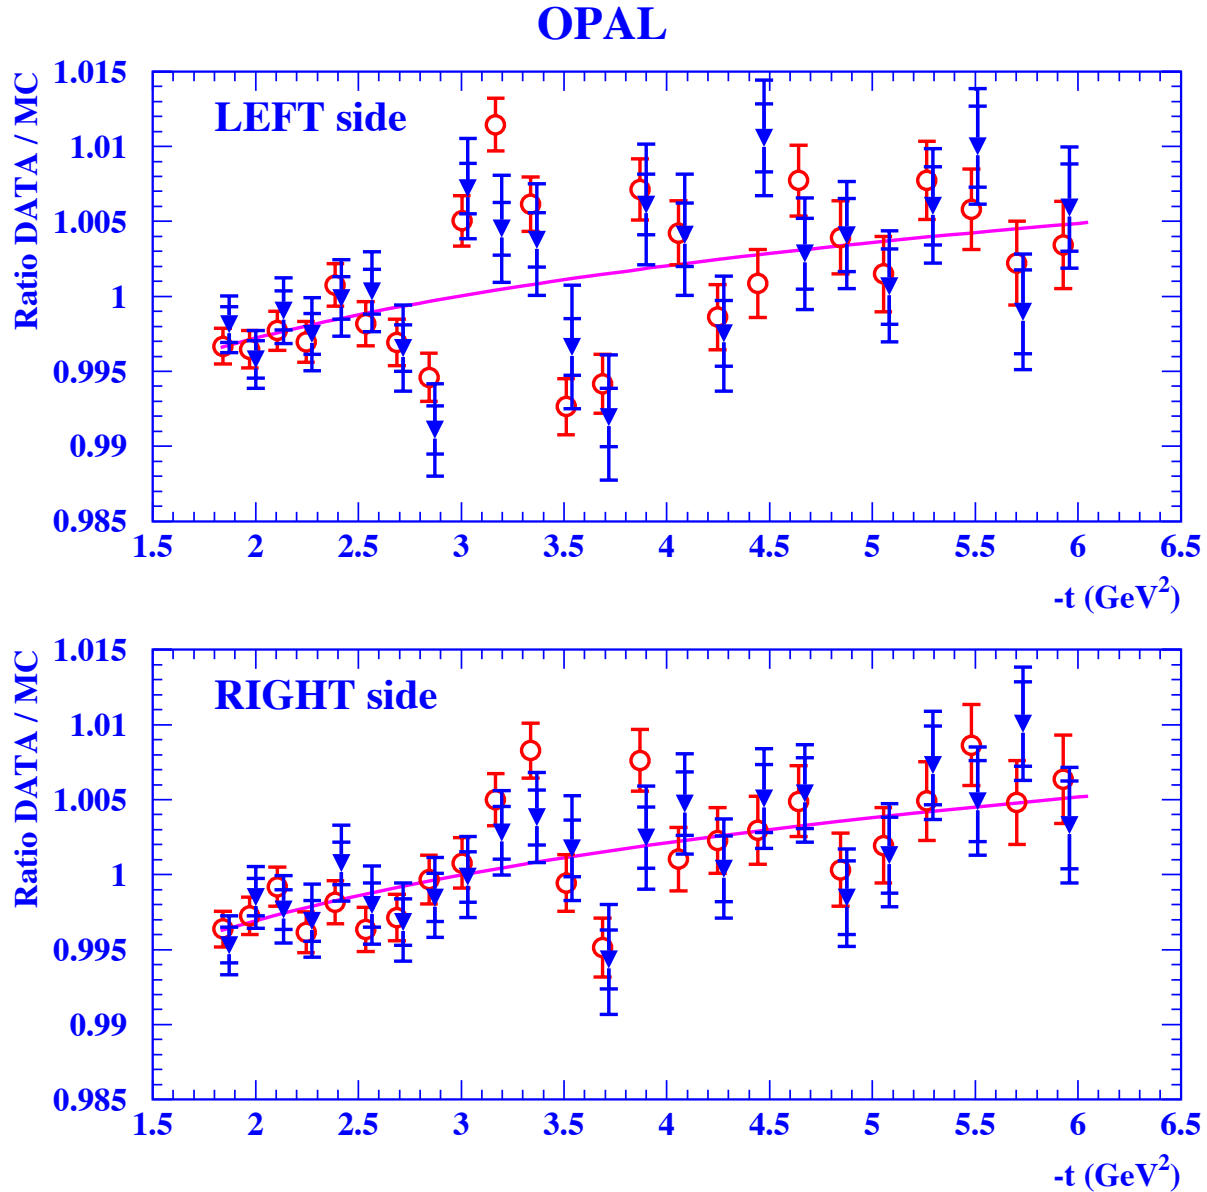 OPAL
Ratio DATA / MC
LEFT side
1.015
1.01
1.005
1
0.995
0.99
0.985
1.5 2 2.5 3 3.5 4 4.5 5 5.5 6 6.5
-t (GeV²)
Ratio DATA / MC
RIGHT side
1.015
1.01
1.005
1
0.995
0.99
0.985
1.5 2 2.5 3 3.5 4 4.5 5 5.5 6 6.5
-t (GeV²)